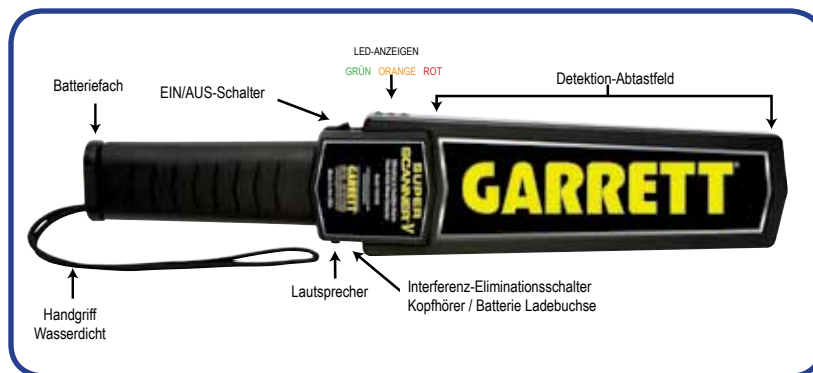 LED-ANZEIGEN
GRÜN ORANGE ROT
Batteriefach
EIN/AUS-Schalter
Detektion-Abtastfeld
SUPER
SCANNER-V
GARRETT
GARRETT
Lautsprecher
Interferenz-Eliminationsschalter
Kopfhörer / Batterie Ladebuchse
Handgriff
Wasserdicht